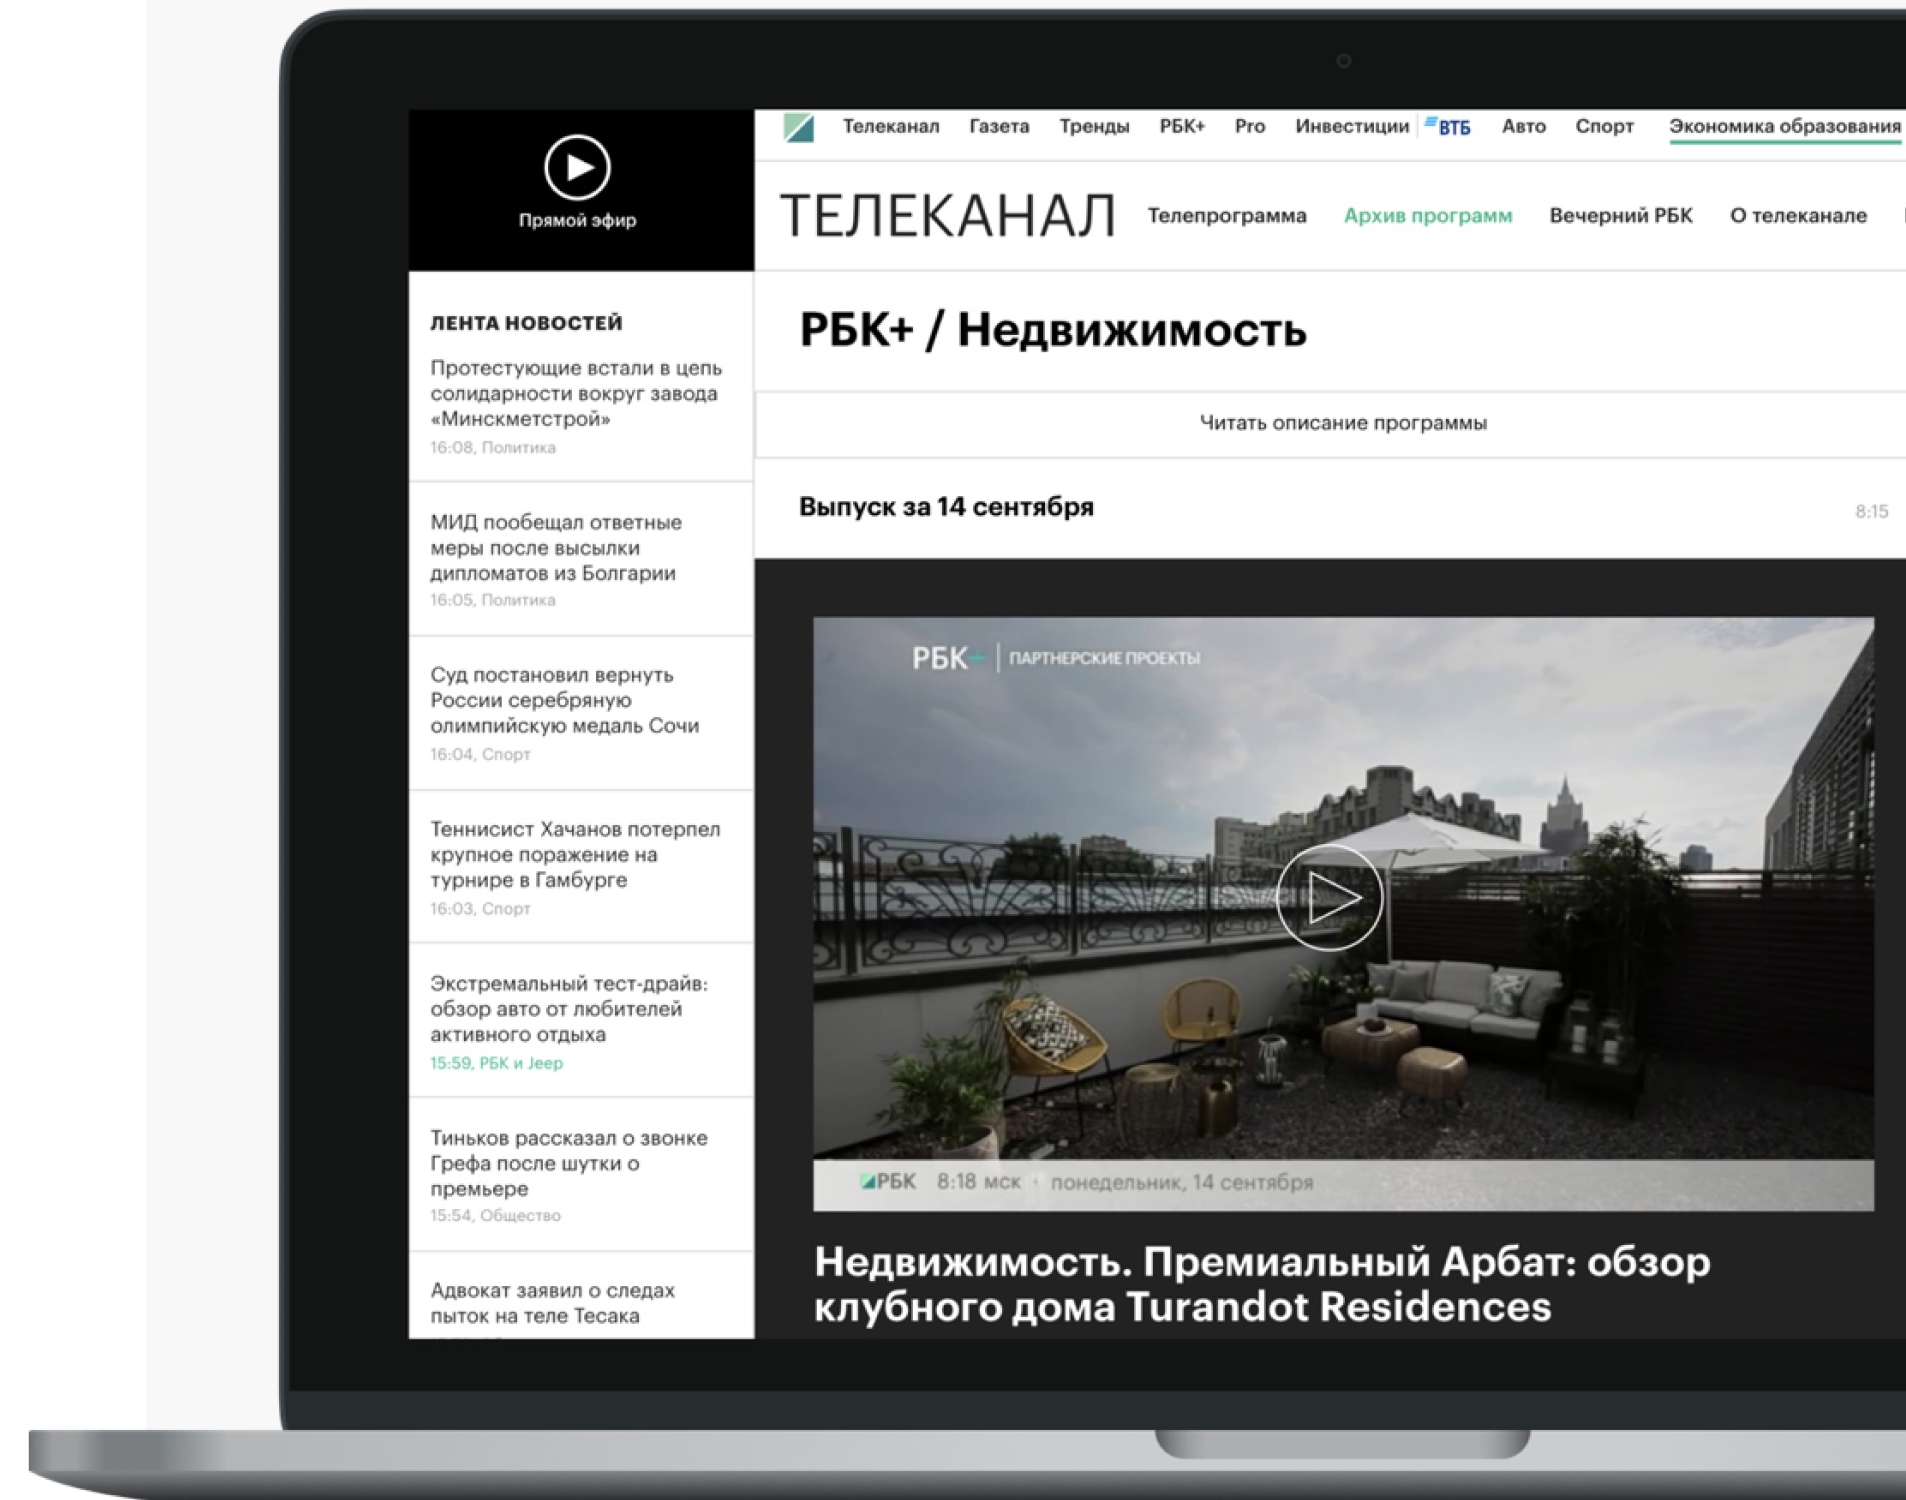 Прямой эфир
Телеканал Газета Тренды РБК+ Pro Инвестиции ВТБ Авто Спорт Экономика образования
ТЕЛЕКАНАЛ Телепрограмма Архив программ Вечерний РБК О телеканале
ЛЕНТА НОВОСТЕЙ
Протестующие встали в цепь
солидарности вокруг завода
«Минскметстрой»
16:08, Политика
МИД пообещал ответные
меры после высылки
дипломатов из Болгарии
16:05, Политика
Суд постановил вернуть
России серебряную
олимпийскую медаль Сочи
16:04, Спорт
Теннисист Хачанов потерпел
крупное поражение на
турнире в Гамбурге
16:03, Спорт
Экстремальный тест-драйв:
обзор авто от любителей
активного отдыха
15:59, РБК и Jeep
Тиньков рассказал о звонке
Грефа после шутки о
премьере
15:54, Общество
Адвокат заявил о следах
пыток на теле Тесака
РБК+ / Недвижимость
Читать описание программы
Выпуск за 14 сентября 8:15
РБК+ | ПАРТНЕРСКИЕ ПРОЕКТЫ
РБК 8:18 мск · понедельник, 14 сентября
Недвижимость. Премиальный Арбат: обзор
клубного дома Turandot Residences